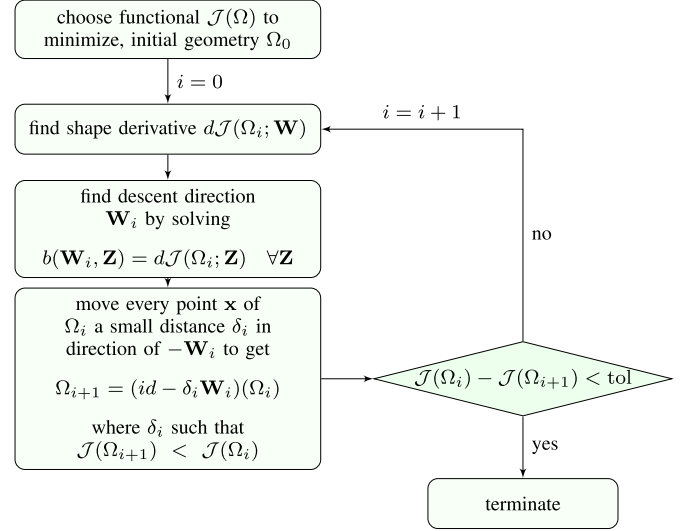 choose functional 𝒥(Ω) to
minimize, initial geometry Ω₀
i = 0
find shape derivative d𝒥(Ωᵢ; 𝐖)
i = i + 1
find descent direction
𝐖ᵢ by solving
b(𝐖ᵢ, 𝐙) = d𝒥(Ωᵢ; 𝐙) ∀𝐙
no
move every point 𝐱 of
Ωᵢ a small distance δᵢ in
direction of −𝐖ᵢ to get
Ωᵢ₊₁ = (id − δᵢ𝐖ᵢ)(Ωᵢ)
where δᵢ such that
𝒥(Ωᵢ₊₁) < 𝒥(Ωᵢ)
𝒥(Ωᵢ) − 𝒥(Ωᵢ₊₁) < tol
yes
terminate